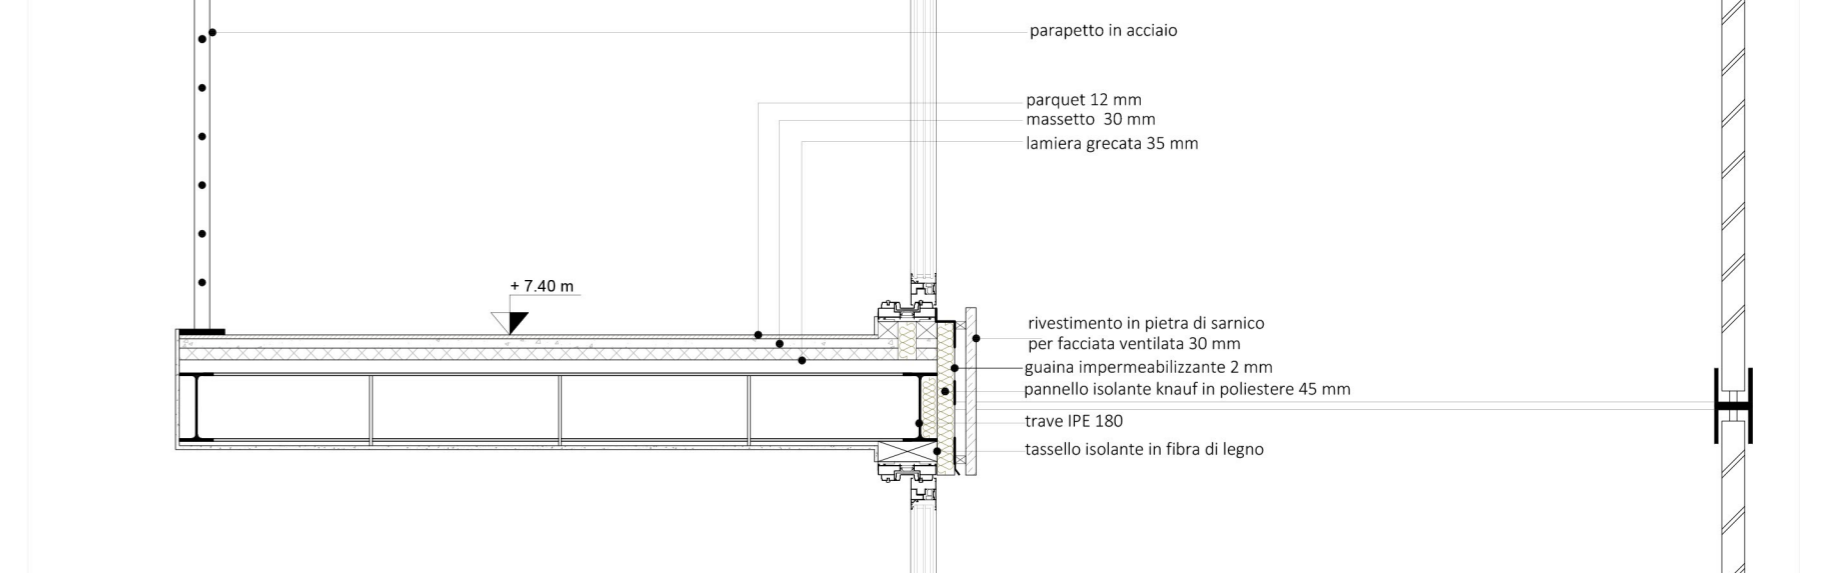 parapetto in acciaio
parquet 12 mm
massetto  30 mm
lamiera grecata 35 mm
+ 7.40 m
rivestimento in pietra di sarnico
per facciata ventilata 30 mm
guaina impermeabilizzante 2 mm
pannello isolante knauf in poliestere 45 mm
trave IPE 180
tassello isolante in fibra di legno